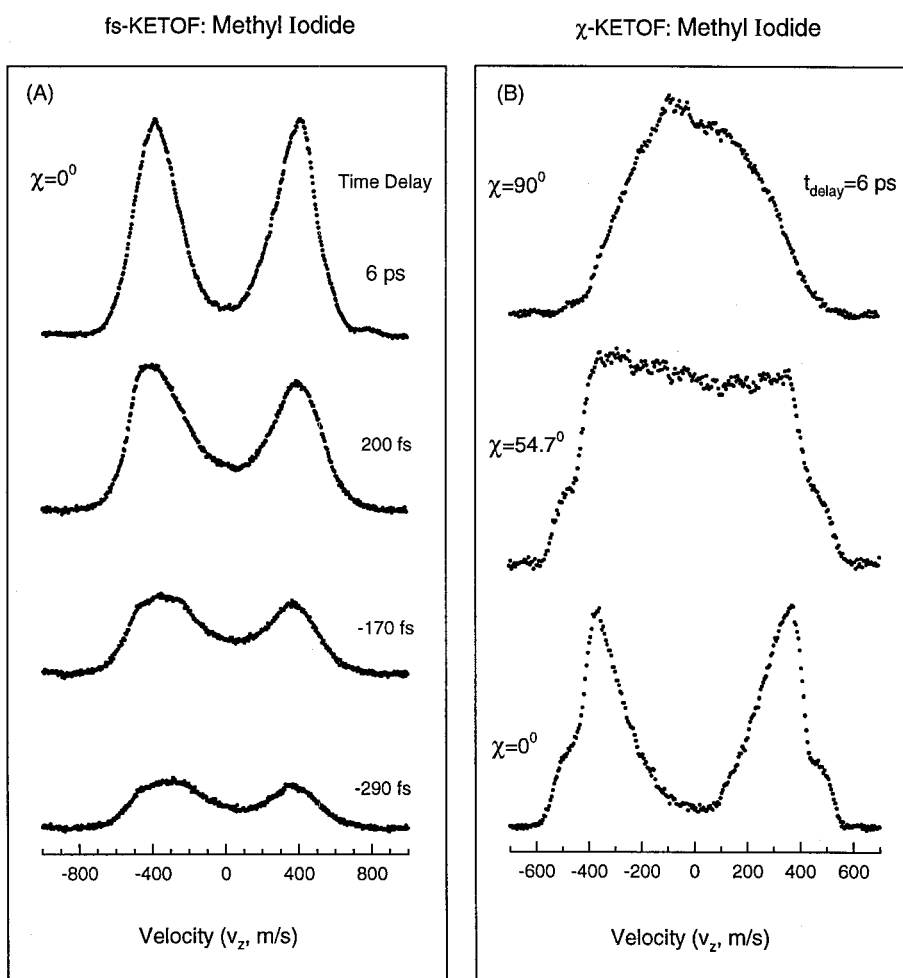 fs-KETOF: Methyl Iodide
(A)
χ=0⁰
Time Delay
6 ps
200 fs
-170 fs
-290 fs
-800 -400 0 400 800
Velocity (v_z, m/s)
χ-KETOF: Methyl Iodide
(B)
χ=90⁰
t_delay=6 ps
χ=54.7⁰
χ=0⁰
-600 -400 -200 0 200 400 600
Velocity (v_z, m/s)